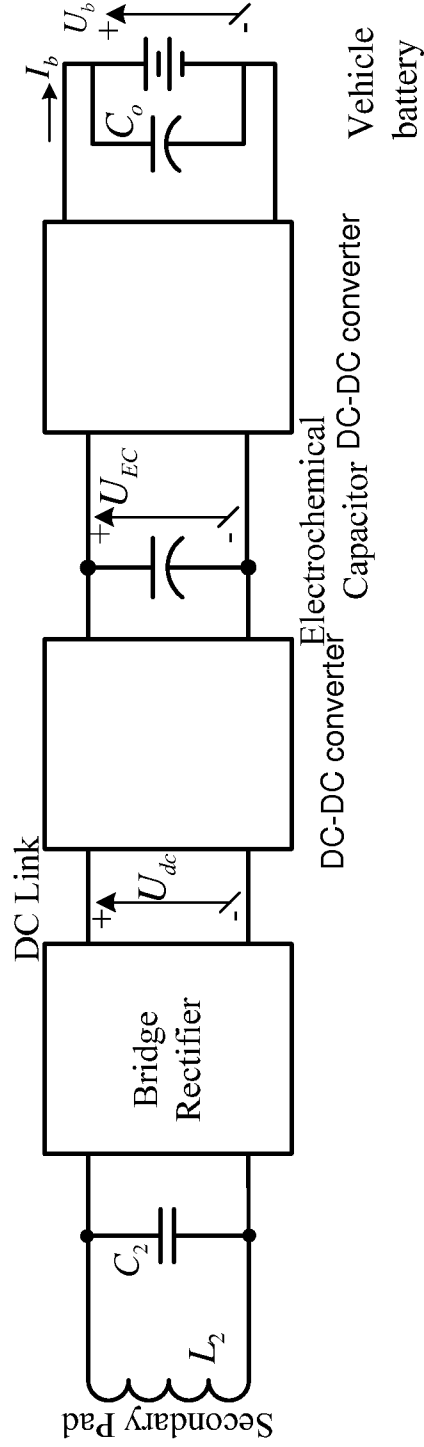 Secondary Pad
L2
C2
Bridge
Rectifier
DC Link
+
Udc
-
DC-DC converter
+
UEC
-
Electrochemical
Capacitor
DC-DC converter
Ib
Co
+
Ub
-
Vehicle
battery